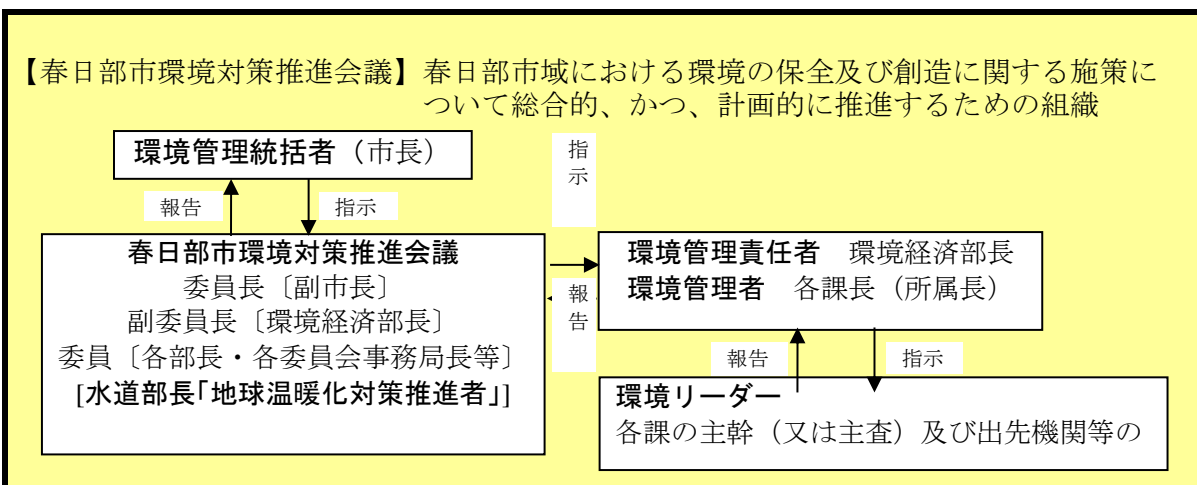 【春日部市環境対策推進会議】春日部市域における環境の保全及び創造に関する施策に
ついて総合的、かつ、計画的に推進するための組織
環境管理統括者（市長）
報告
指示
春日部市環境対策推進会議
委員長〔副市長〕
副委員長〔環境経済部長〕
委員〔各部長・各委員会事務局長等〕
[水道部長「地球温暖化対策推進者」]
指示
報告
環境管理責任者　環境経済部長
環境管理者　各課長（所属長）
報告
指示
環境リーダー
各課の主幹（又は主査）及び出先機関等の